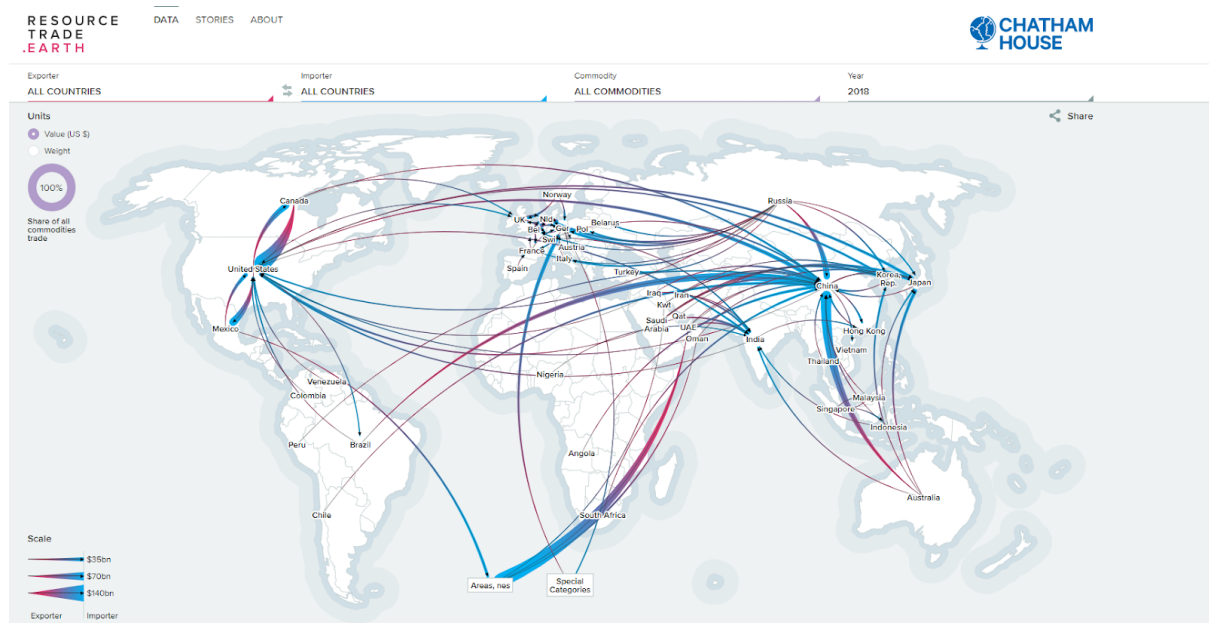 RESOURCE
TRADE
.EARTH
DATA
STORIES
ABOUT
CHATHAM
HOUSE
Exporter
ALL COUNTRIES
Importer
ALL COUNTRIES
Commodity
ALL COMMODITIES
Year
2018
Units
Value (US $)
Weight
100%
Share of all
commodities
trade
Share
Canada
United States
Mexico
Venezuela
Colombia
Peru
Brazil
Chile
Norway
UK
Nld
Bel
Ger
Pol
Belarus
Swi
France
Austria
Italy
Spain
Russia
Turkey
Iraq
Iran
Kwt
Saudi
Arabia
Qat
UAE
Oman
China
Korea,
Rep.
Japan
India
Hong Kong
Vietnam
Thailand
Malaysia
Singapore
Indonesia
Nigeria
Angola
South Africa
Australia
Areas, nes
Special
Categories
Scale
$35bn
$70bn
$140bn
Exporter
Importer